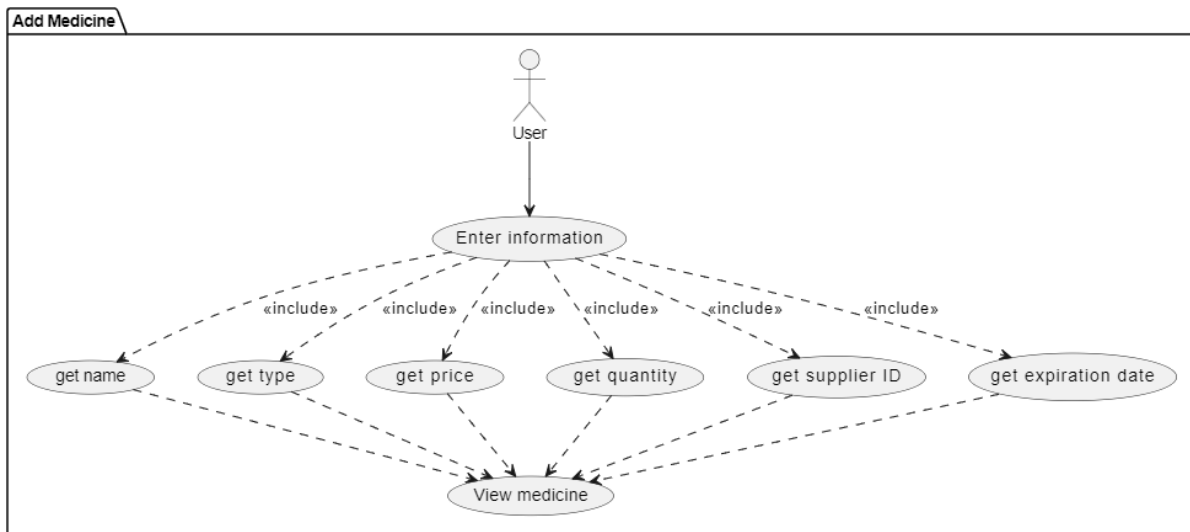 Add Medicine
User
Enter information
«include»
«include»
«include»
«include»
«include»
«include»
get name
get type
get price
get quantity
get supplier ID
get expiration date
View medicine